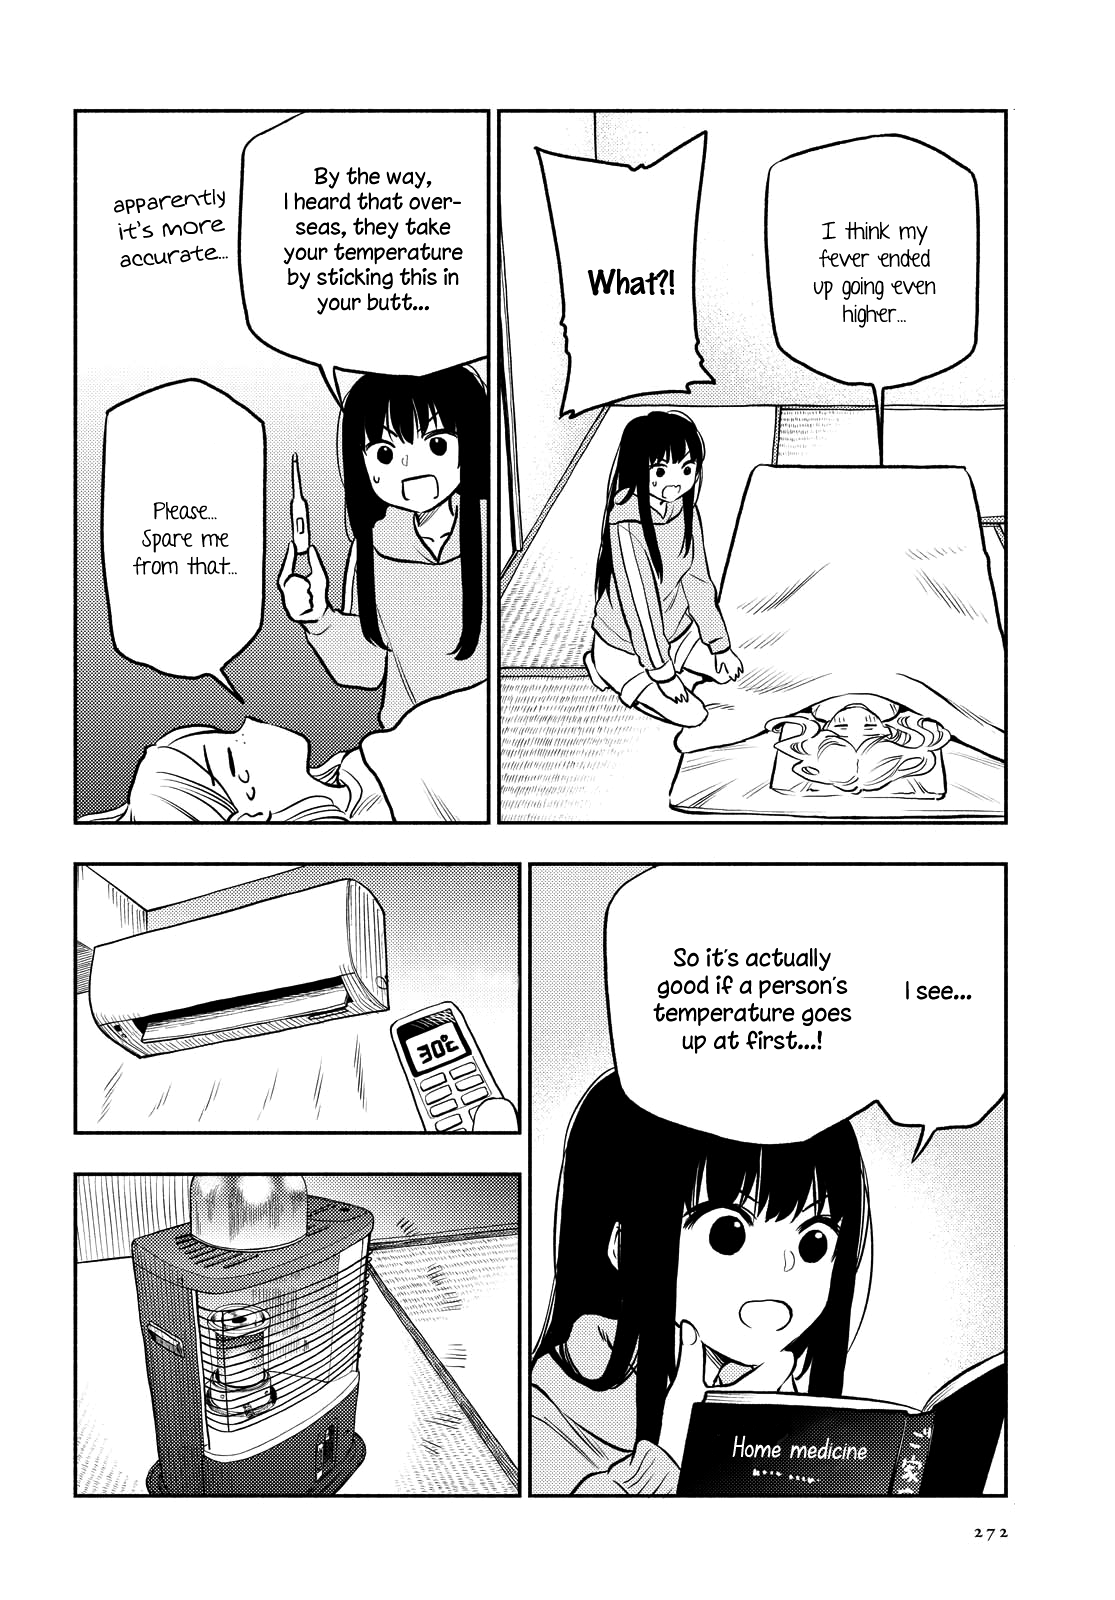 I think my
fever ended
up going even
higher...
What?!
By the way,
I heard that over-
seas, they take
your temperature
by sticking this in
your butt...
apparently
it's more
accurate...
Please...
Spare me
from that...
I see...
So it's actually
good if a person's
temperature goes
up at first...!
Home medicine
家
30℃
272